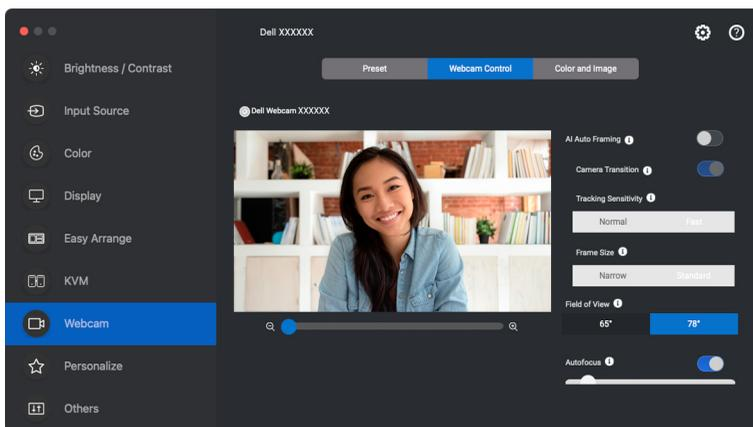 Dell XXXXXX
Brightness / Contrast
Input Source
Color
Display
Easy Arrange
KVM
Webcam
Personalize
Others
Preset
Webcam Control
Color and Image
Dell Webcam XXXXXX
AI Auto Framing
Camera Transition
Tracking Sensitivity
Normal Fast
Frame Size
Narrow Standard
Field of View
65° 78°
Autofocus